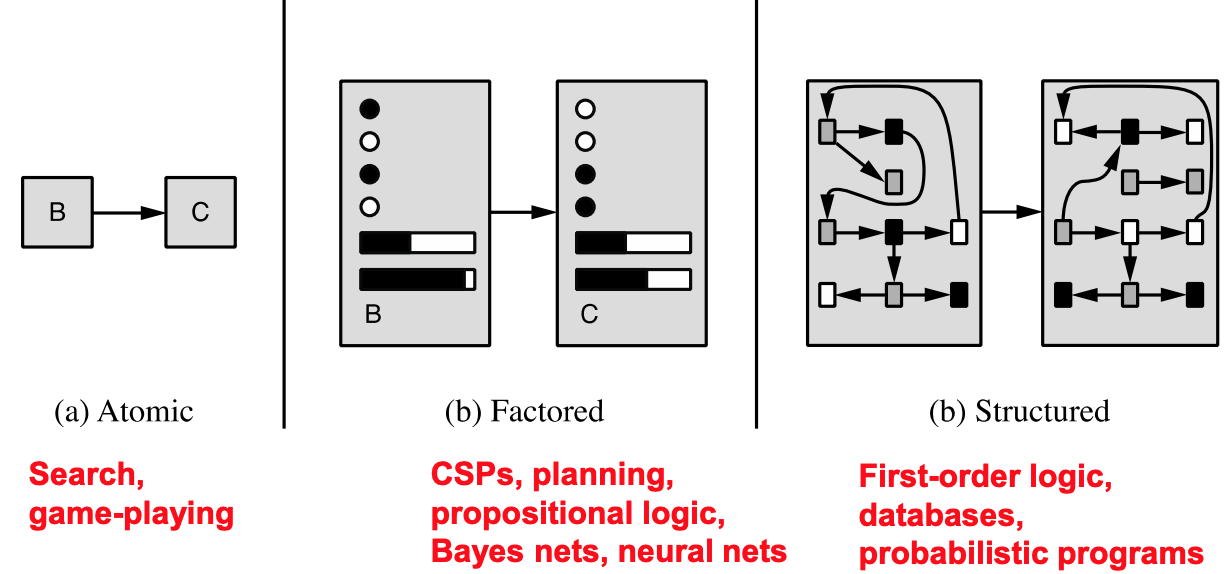 B
C
B
C
(a) Atomic
(b) Factored
(b) Structured
Search,
game-playing
CSPs, planning,
propositional logic,
Bayes nets, neural nets
First-order logic,
databases,
probabilistic programs